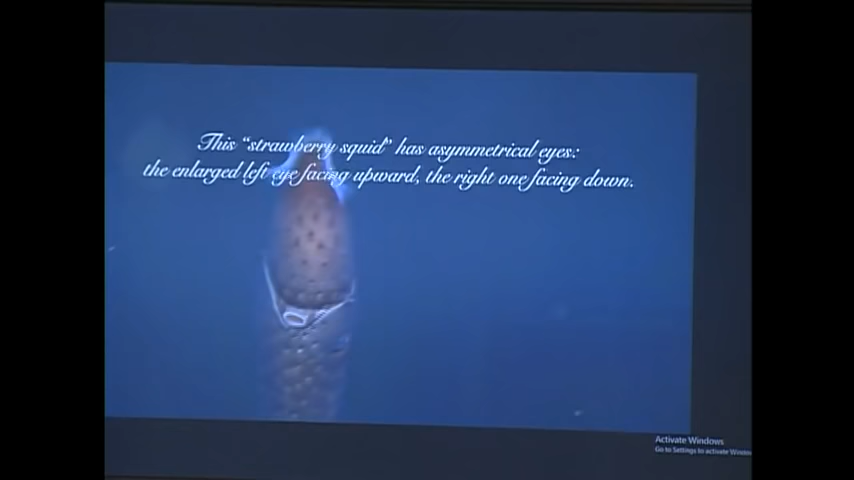 This “strawberry squid” has asymmetrical eyes:
the enlarged left eye facing upward, the right one facing down.
Activate Windows
Go to Settings to activate Window